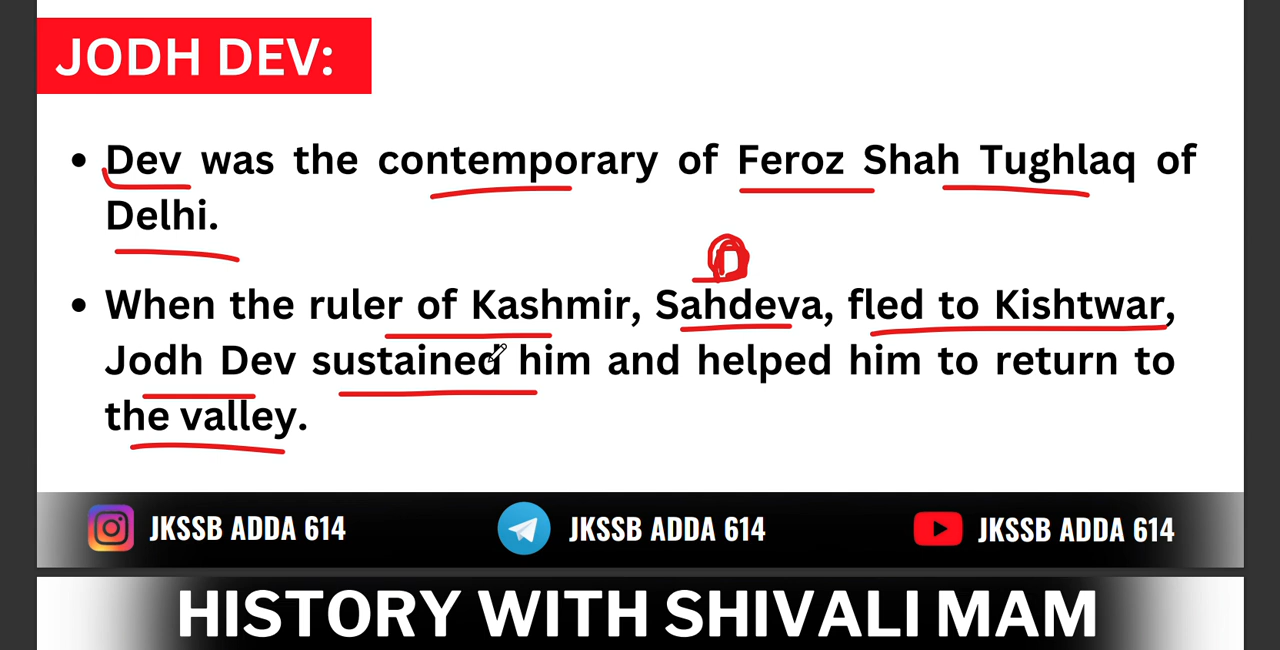 JODH DEV:
• Dev was the contemporary of Feroz Shah Tughlaq of
Delhi.
• When the ruler of Kashmir, Sahdeva, fled to Kishtwar,
Jodh Dev sustained him and helped him to return to
the valley.
JKSSB ADDA 614 JKSSB ADDA 614 JKSSB ADDA 614
HISTORY WITH SHIVALI MAM